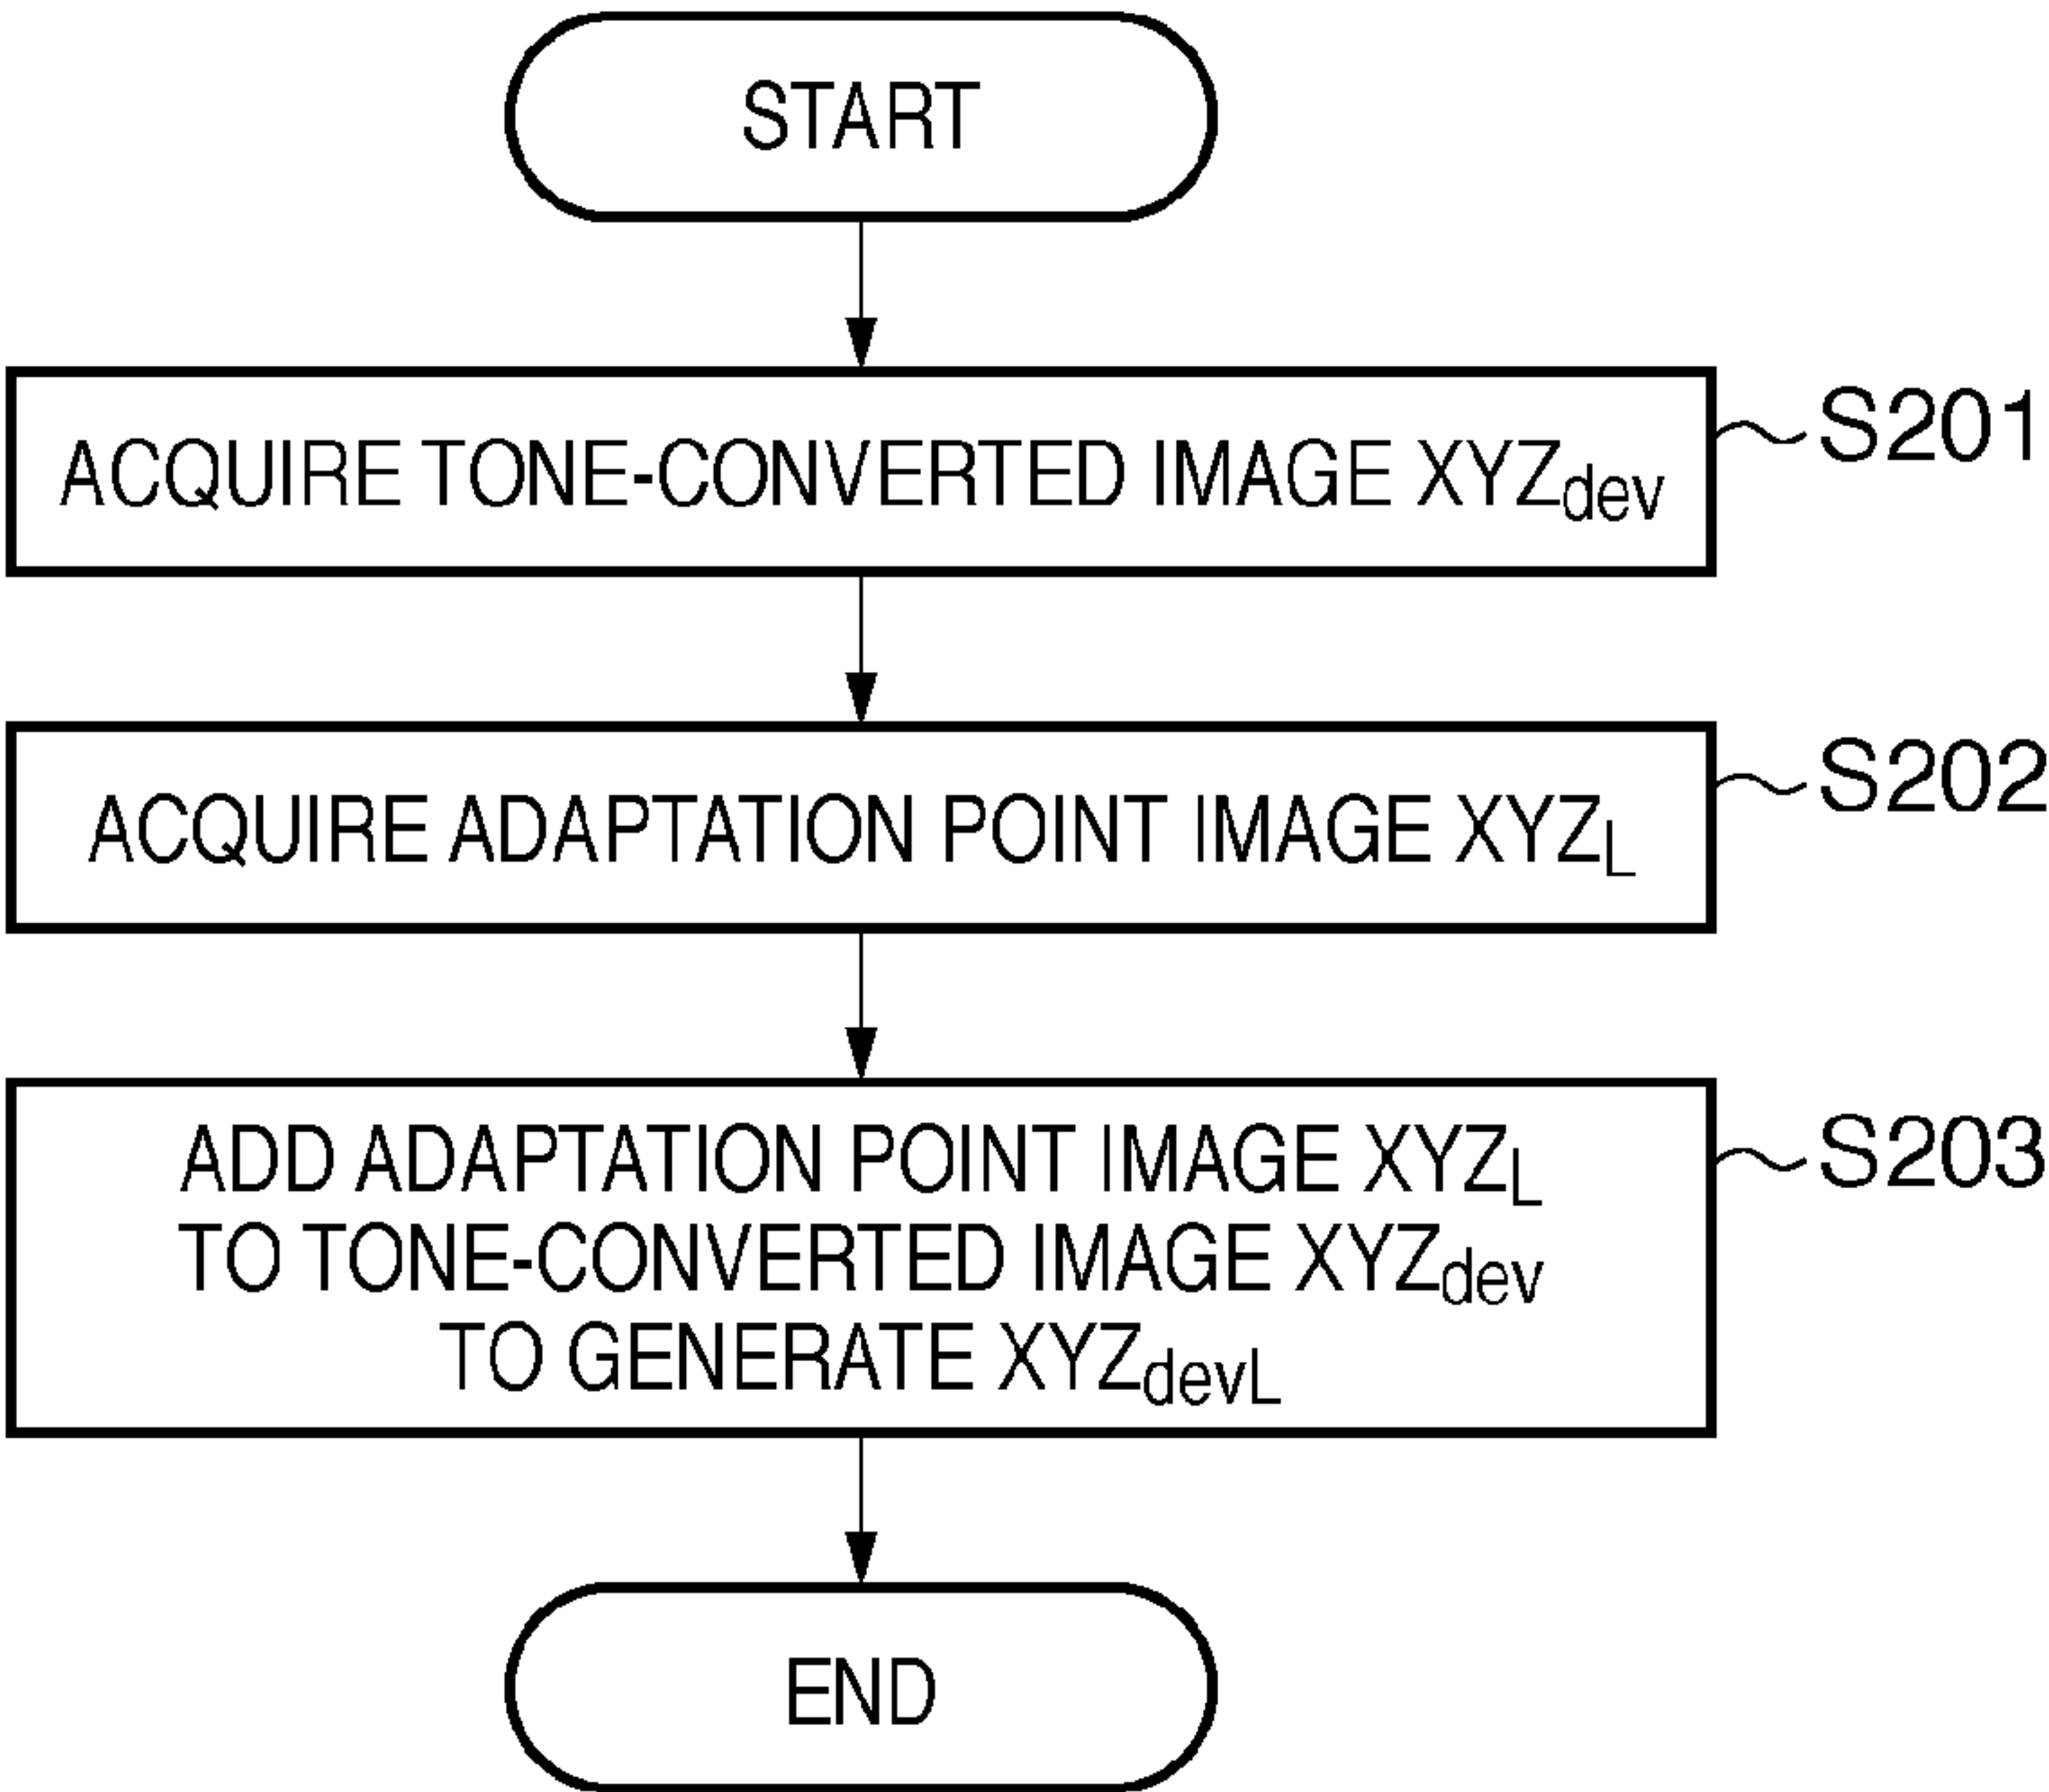 START
ACQUIRE TONE-CONVERTED IMAGE XYZdev
S201
ACQUIRE ADAPTATION POINT IMAGE XYZL
S202
ADD ADAPTATION POINT IMAGE XYZL
TO TONE-CONVERTED IMAGE XYZdev
TO GENERATE XYZdevL
S203
END